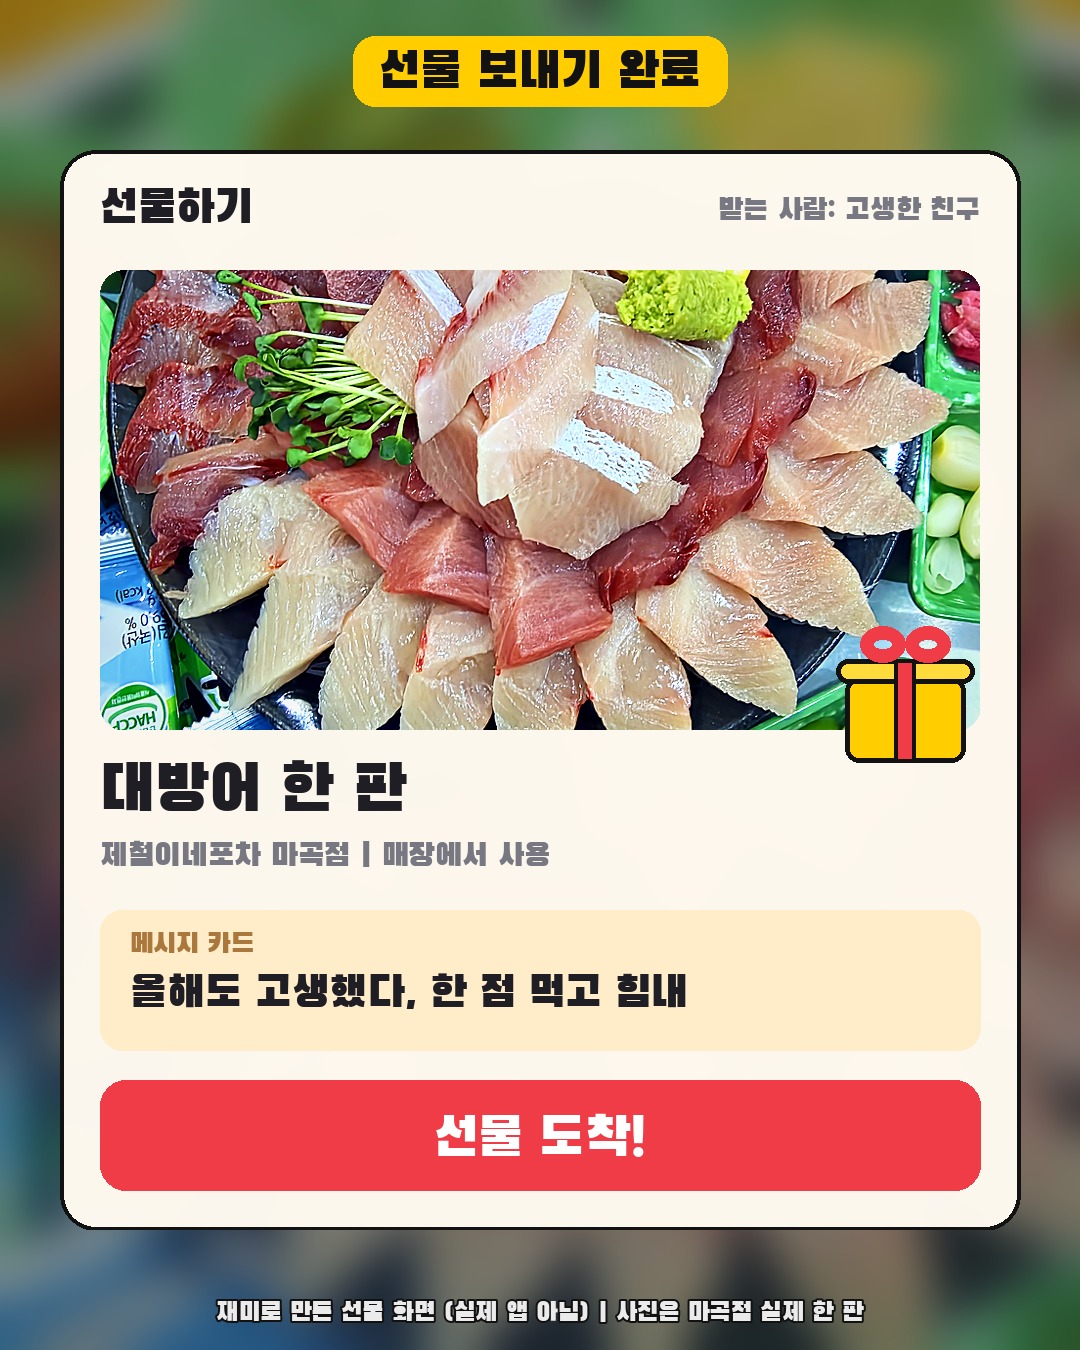 선물 보내기 완료
선물하기
받는 사람: 고생한 친구
HACCP
대방어 한 판
제철이네포차 마곡점 | 매장에서 사용
메시지 카드
올해도 고생했다, 한 점 먹고 힘내
선물 도착!
재미로 만든 선물 화면 (실제 앱 아님) | 사진은 마곡점 실제 한 판